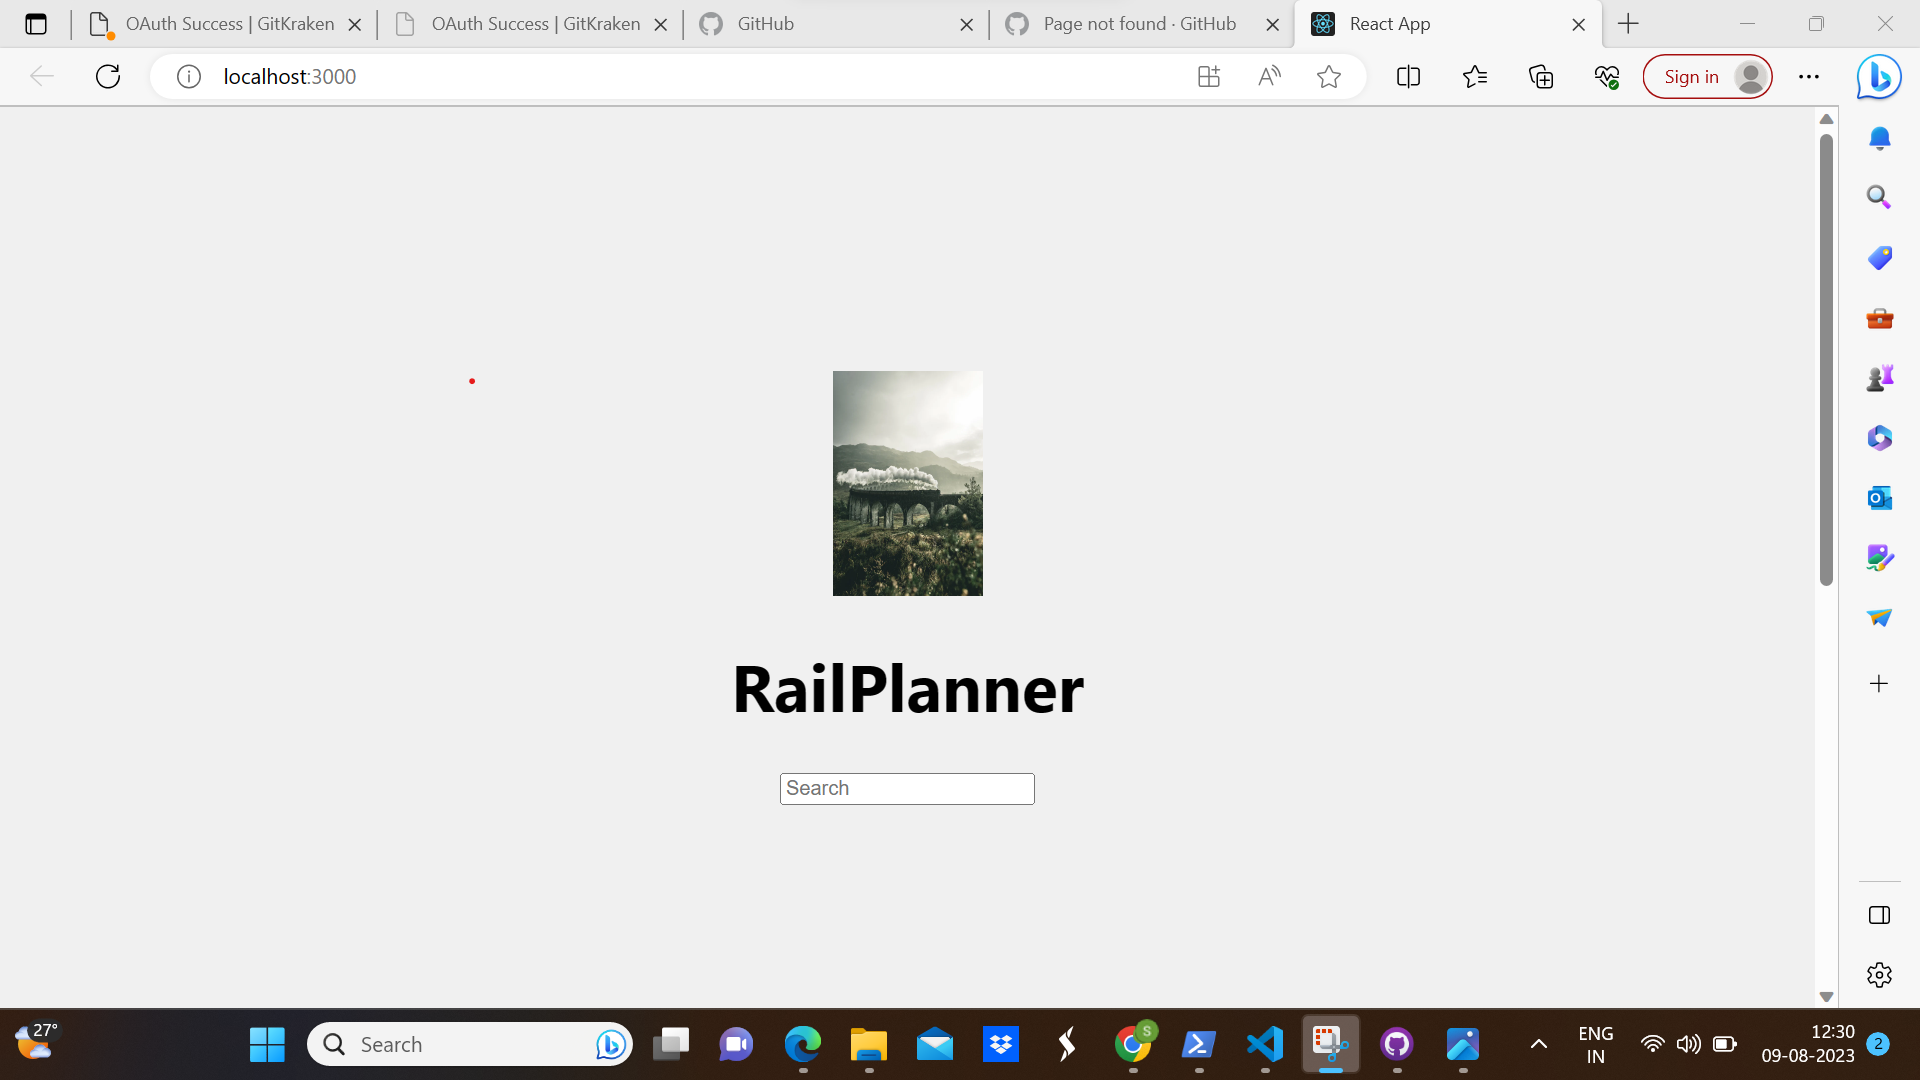 OAuth Success | GitKraken
OAuth Success | GitKraken
GitHub
Page not found · GitHub
React App
localhost:3000
Sign in
RailPlanner
Search
27°
Search
S
ENG
IN
12:30
09-08-2023
2